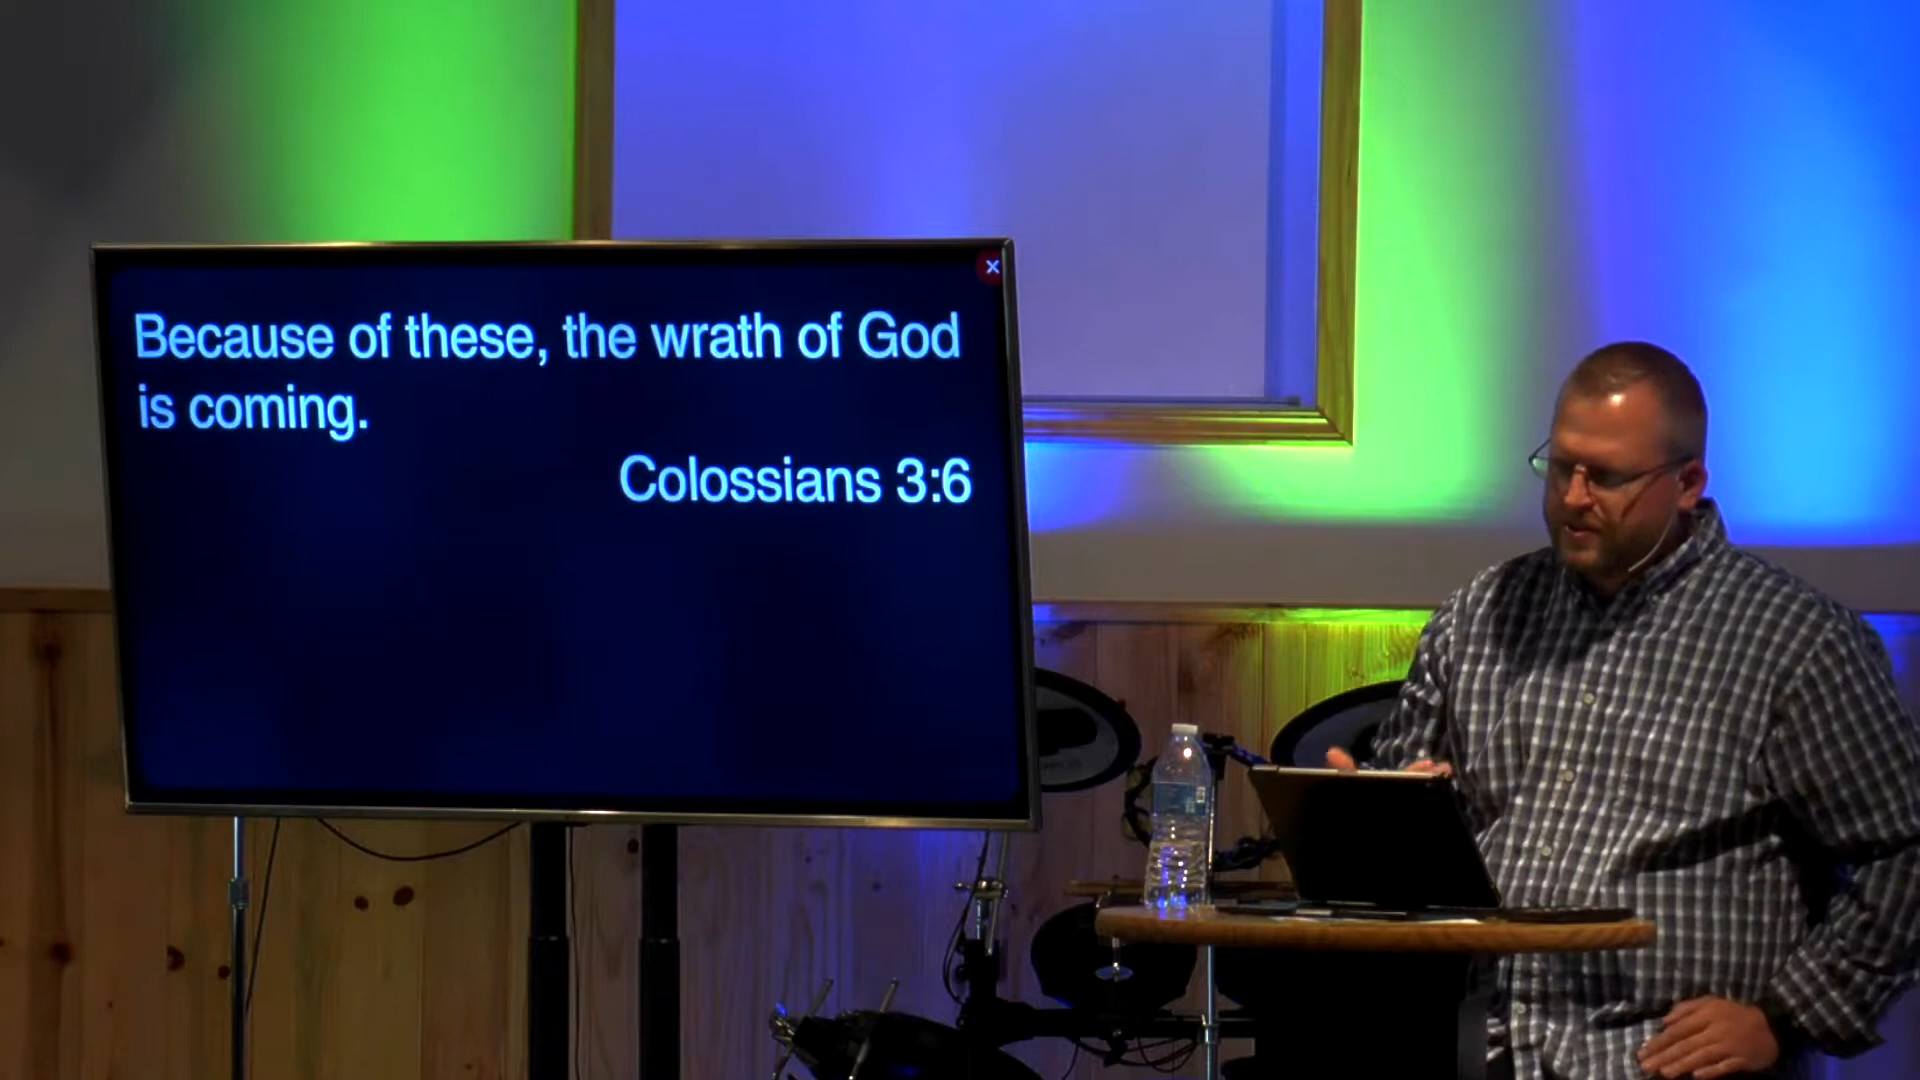 Because of these, the wrath of God
is coming.
Colossians 3:6